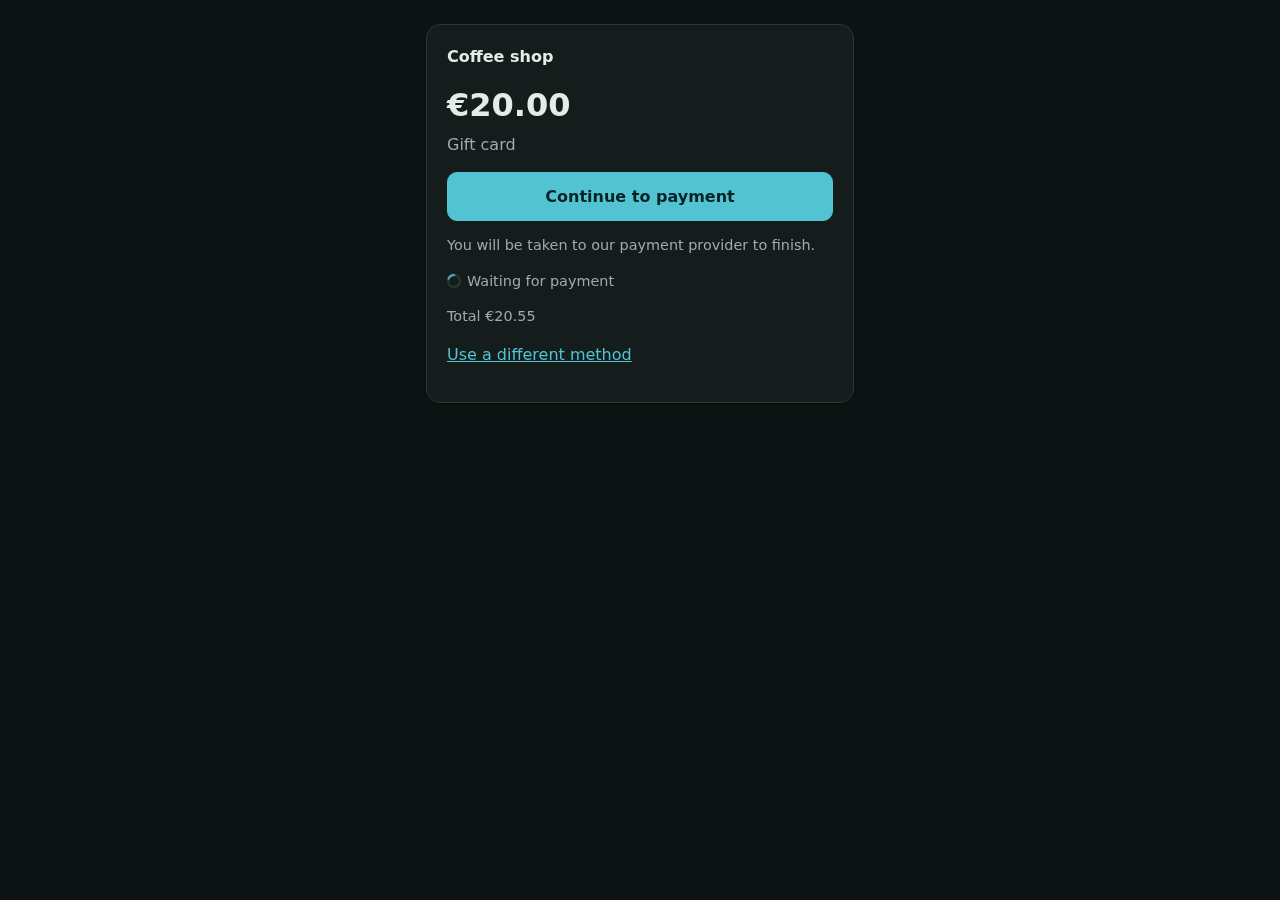 Coffee shop
€20.00
Gift card
Continue to payment
You will be taken to our payment provider to finish.
Waiting for payment
Total €20.55
Use a different method